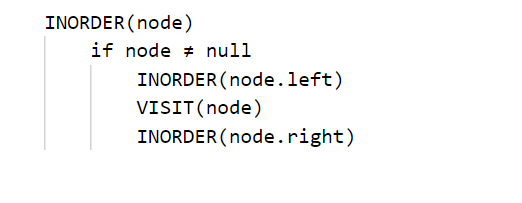 INORDER(node)
if node ≠ null
INORDER(node.left)
VISIT(node)
INORDER(node.right)